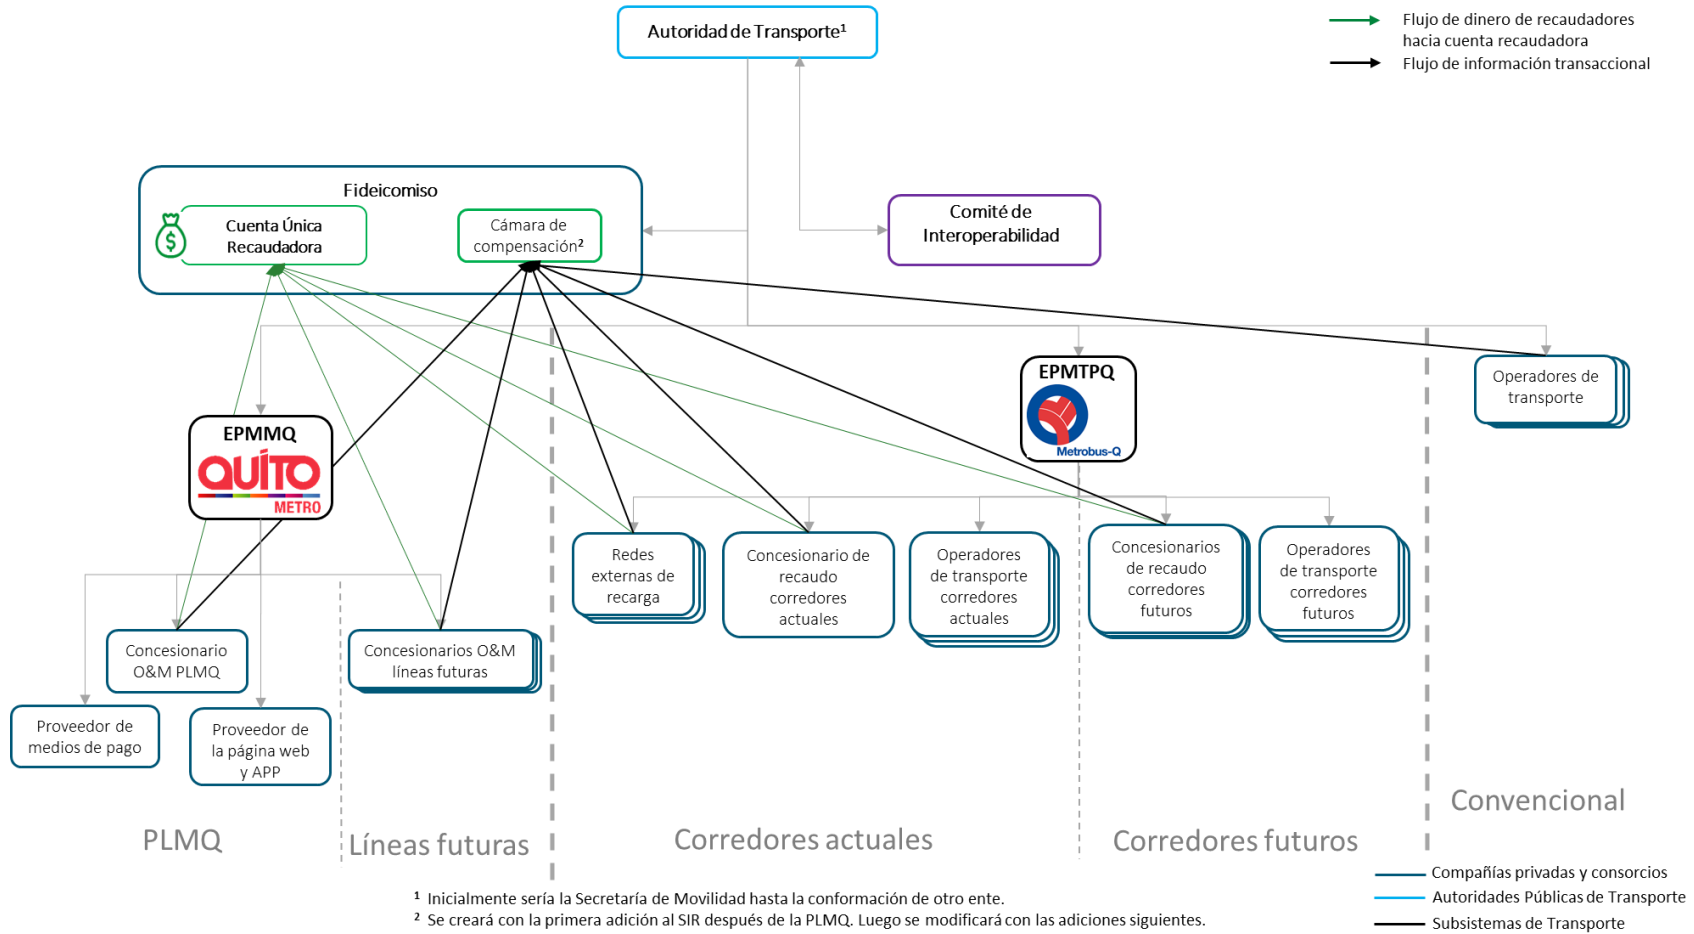 Autoridad de Transporte¹
Flujo de dinero de recaudadores
hacia cuenta recaudadora
Flujo de información transaccional
Fideicomiso
$
Cuenta Única
Recaudadora
Cámara de
compensación²
Comité de
Interoperabilidad
EPMMQ
QUITO
METRO
EPMTPQ
Metrobus-Q
Operadores de
transporte
Redes
externas de
recarga
Concesionario de
recaudo
corredores
actuales
Operadores
de transporte
corredores
actuales
Concesionarios
de recaudo
corredores
futuros
Operadores
de transporte
corredores
futuros
Concesionario
O&M PLMQ
Concesionarios O&M
líneas futuras
Proveedor de
medios de pago
Proveedor de
la página web
y APP
PLMQ
Líneas futuras
Corredores actuales
Corredores futuros
Convencional
Compañías privadas y consorcios
Autoridades Públicas de Transporte
Subsistemas de Transporte
¹ Inicialmente sería la Secretaría de Movilidad hasta la conformación de otro ente.
² Se creará con la primera adición al SIR después de la PLMQ. Luego se modificará con las adiciones siguientes.